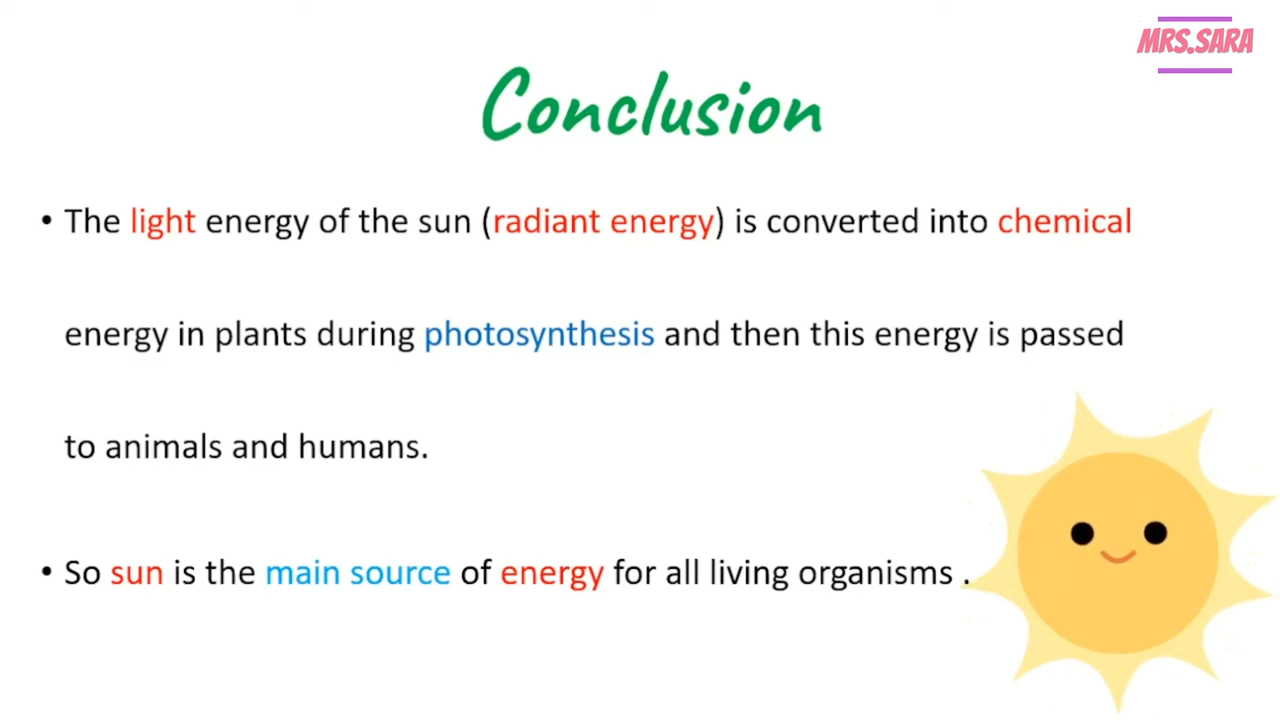 MRS.SARA
Conclusion
• The light energy of the sun (radiant energy) is converted into chemical
energy in plants during photosynthesis and then this energy is passed
to animals and humans.
• So sun is the main source of energy for all living organisms .